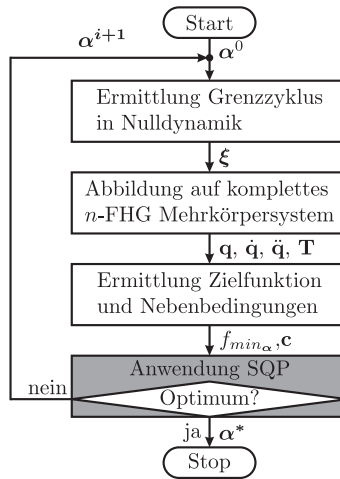 Start
α^{i+1}
α^0
Ermittlung Grenzzyklus
in Nulldynamik
ξ
Abbildung auf komplettes
n-FHG Mehrkörpersystem
q, q̇, q̈, T
Ermittlung Zielfunktion
und Nebenbedingungen
f_{min_α},c
Anwendung SQP
nein
Optimum?
ja α*
Stop